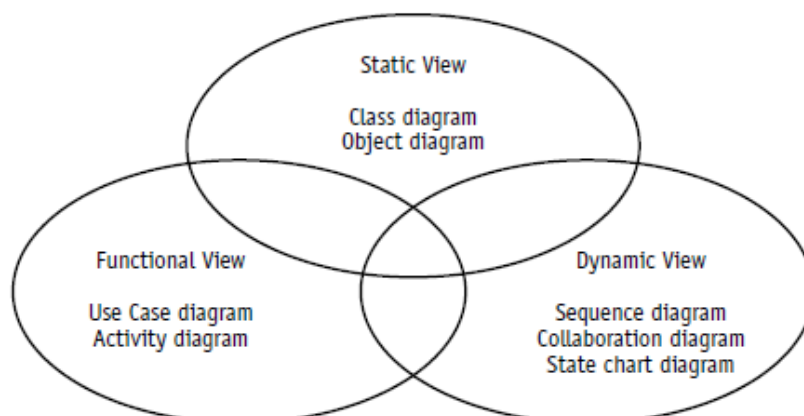 Static View
Class diagram
Object diagram
Functional View
Use Case diagram
Activity diagram
Dynamic View
Sequence diagram
Collaboration diagram
State chart diagram